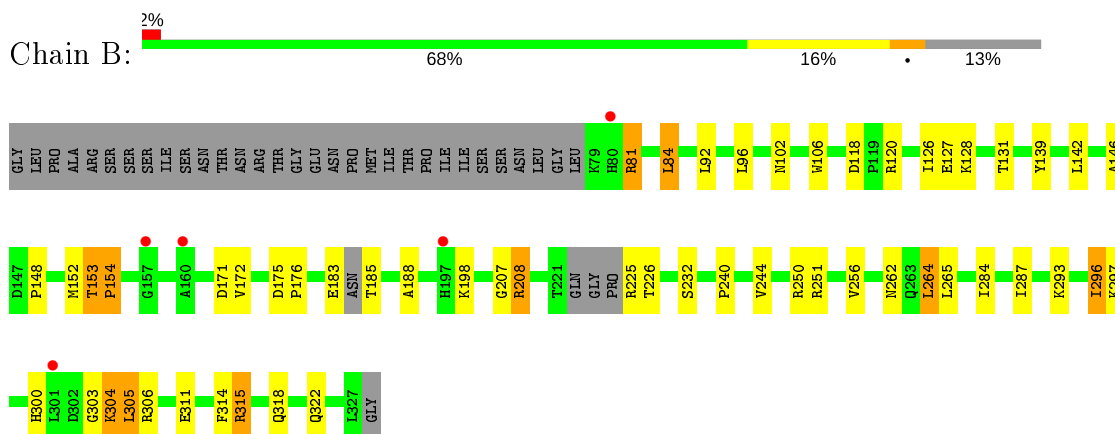 Chain B:
2%
68% 16% • 13%
GLY LEU PRO ALA ARG SER SER SER ILE SER ASN THR ASN ARG THR GLY GLU ASN PRO MET ILE THR PRO ILE ILE SER SER ASN LEU GLY LEU K79 H80 R81 L84 L92 L96 N102 W106 D118 P119 R120 I126 E127 K128 T131 Y139 L142 A146
D147 P148 M152 T153 P154 G157 A160 D171 V172 D175 P176 E183 ASN T185 A188 H197 K198 G207 R208 T221 GLN GLY PRO R225 T226 S232 P240 V244 R250 R251 V256 N262 Q263 L264 L265 I284 I287 K293 I296 K297
H300 L301 D302 G303 K304 L305 R306 E311 F314 R315 Q318 Q322 L327 GLY